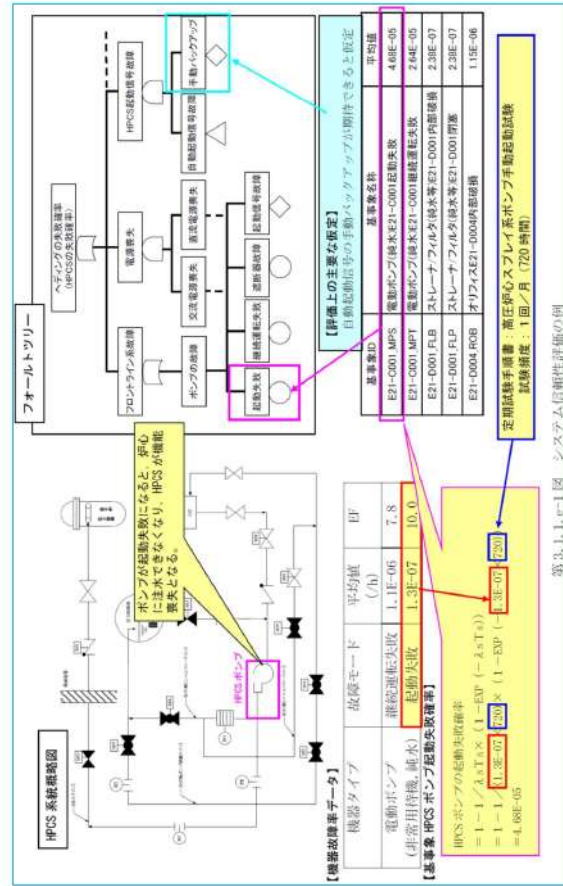 HPCS 系統概略図
ポンプが起動失敗になると、炉心
に注水できなくなり、HPCS が機能
喪失となる。
HPCSポンプ
フォールトツリー
ヘディングの失敗確率
(HPCSの失敗確率)
フロントライン系故障
電源喪失
HPCS起動信号故障
ポンプの故障
交流電源喪失
直流電源喪失
自動起動信号故障
手動バックアップ
起動失敗
継続運転失敗
遮断器故障
起動信号故障
【評価上の主要な仮定】
自動起動信号の手動バックアップが期待できると仮定
【機器故障率データ】
機器タイプ 故障モード 平均値 (/h) EF
電動ポンプ 継続運転失敗 1.1E-06 7.8
(非常用待機,純水) 起動失敗 1.3E-07 10.0
基事象ID 基事象名称 平均値
E21-C001.MPS 電動ポンプ(純水)E21-C001起動失敗 4.68E-05
E21-C001.MPT 電動ポンプ(純水)E21-C001継続運転失敗 2.64E-05
E21-D001.FLB ストレーナ/フィルタ(純水等)E21-D001内部破損 2.38E-07
E21-D001.FLP ストレーナ/フィルタ(純水等)E21-D001閉塞 2.38E-07
E21-D004.ROB オリフィスE21-D004内部破損 1.15E-06
【基事象 HPCS ポンプ起動失敗確率】
HPCS ポンプの起動失敗確率
=1-1/λsTs×(1-EXP(-λsTs))
=1-1/(1.3E-07×720)×(1-EXP(-1.3E-07×720))
=4.68E-05
定期試験手順書:高圧炉心スプレイ系ポンプ手動起動試験
試験頻度:1回/月(720 時間)
第 3.1.1.e-1 図 システム信頼性評価の例